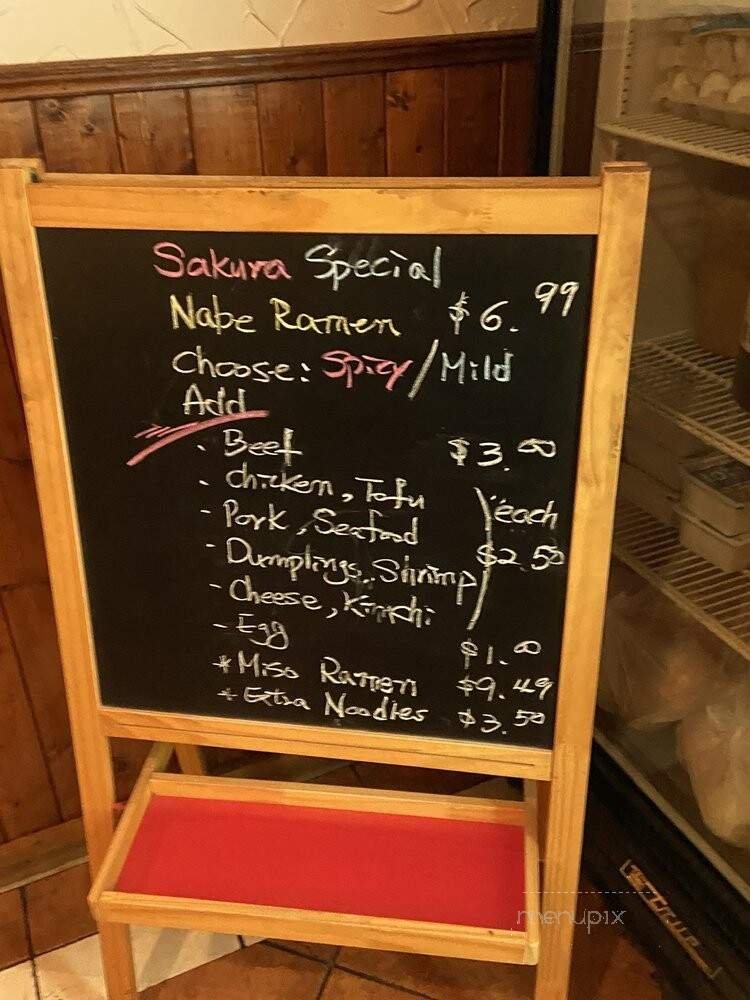 Sakura Special
Nabe Ramen $6.99
Choose: Spicy/Mild
Add
· Beef $3.00
· chicken, Tofu
- Pork, Seafood each
- Dumplings, Shrimp $2.50
- Cheese, Kimchi
- Egg $1.00
* Miso Ramen $9.49
* Extra Noodles $3.50
menupix